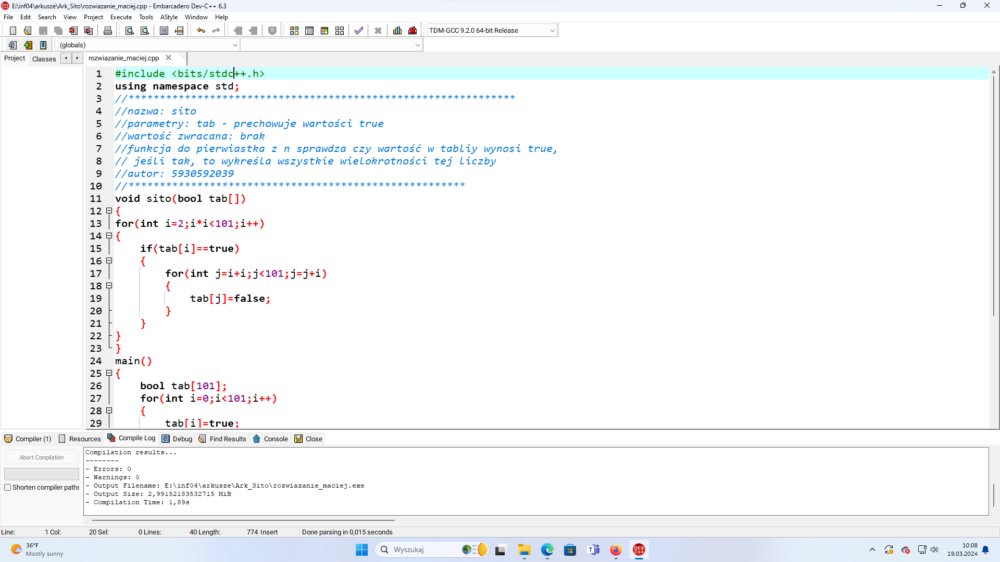 E:\inf04\arkusze\Ark_Sito\rozwiazanie_maciej.cpp - Embarcadero Dev-C++ 6.3
File Edit Search View Project Execute Tools AStyle Window Help
TDM-GCC 9.2.0 64-bit Release
(globals)
Project Classes rozwiazanie_maciej.cpp
1 #include <bits/stdc++.h>
2 using namespace std;
3 //**************************************************************
4 //nazwa: sito
5 //parametry: tab - prechowuje wartości true
6 //wartość zwracana: brak
7 //funkcja do pierwiastka z n sprawdza czy wartość w tabliy wynosi true,
8 // jeśli tak, to wykreśla wszystkie wielokrotności tej liczby
9 //autor: 5930592039
10 //******************************************************
11 void sito(bool tab[])
12 {
13 for(int i=2;i*i<101;i++)
14 {
15 if(tab[i]==true)
16 {
17 for(int j=i+i;j<101;j=j+i)
18 {
19 tab[j]=false;
20 }
21 }
22 }
23 }
24 main()
25 {
26 bool tab[101];
27 for(int i=0;i<101;i++)
28 {
29 tab[i]=true;
Compiler (1) Resources Compile Log Debug Find Results Console Close
Abort Compilation
Shorten compiler paths
Compilation results...
--------
- Errors: 0
- Warnings: 0
- Output Filename: E:\inf04\arkusze\Ark_Sito\rozwiazanie_maciej.exe
- Output Size: 2,99152183532715 MiB
- Compilation Time: 1,89s
Line: 1 Col: 20 Sel: 0 Lines: 40 Length: 774 Insert Done parsing in 0,015 seconds
36°F
Mostly sunny
Wyszukaj
DEV C++
10:08
19.03.2024